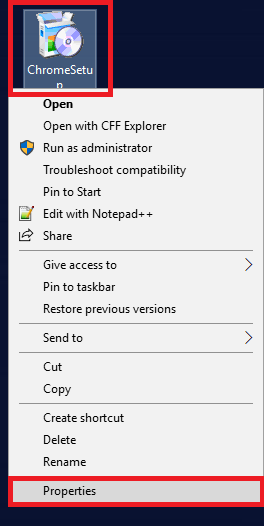 ChromeSetu
p
Open
Open with CFF Explorer
Run as administrator
Troubleshoot compatibility
Pin to Start
Edit with Notepad++
Share
Give access to
Pin to taskbar
Restore previous versions
Send to
Cut
Copy
Create shortcut
Delete
Rename
Properties